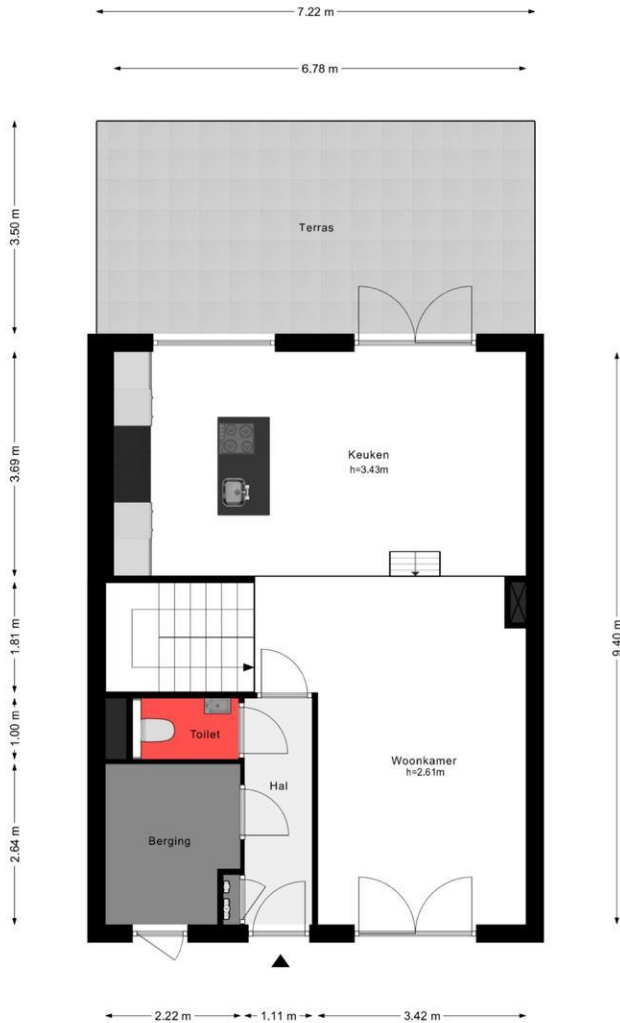 7.22 m
6.78 m
3.50 m
Terras
3.69 m
Keuken
h=3.43m
1.81 m
9.40 m
1.00 m
Toilet
Woonkamer
h=2.61m
Hal
2.64 m
Berging
2.22 m
1.11 m
3.42 m